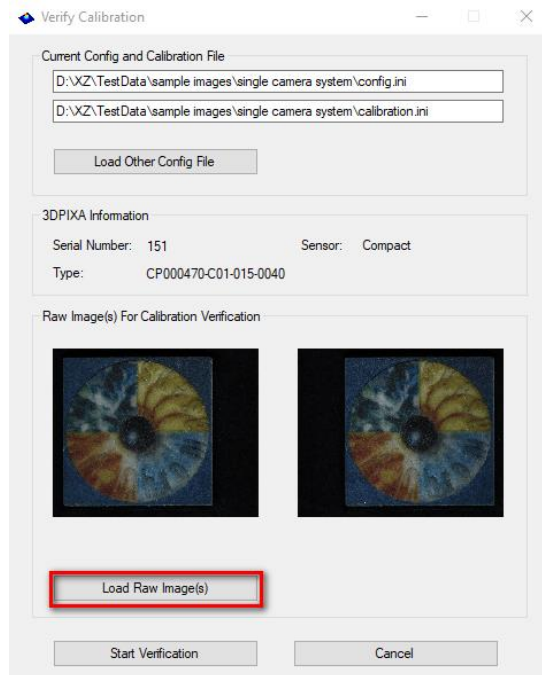 Verify Calibration
Current Config and Calibration File
D:\XZ\TestData\sample images\single camera system\config.ini
D:\XZ\TestData\sample images\single camera system\calibration.ini
Load Other Config File
3DPIXA Information
Serial Number: 151 Sensor: Compact
Type: CP000470-C01-015-0040
Raw Image(s) For Calibration Verification
Load Raw Image(s)
Start Verification Cancel